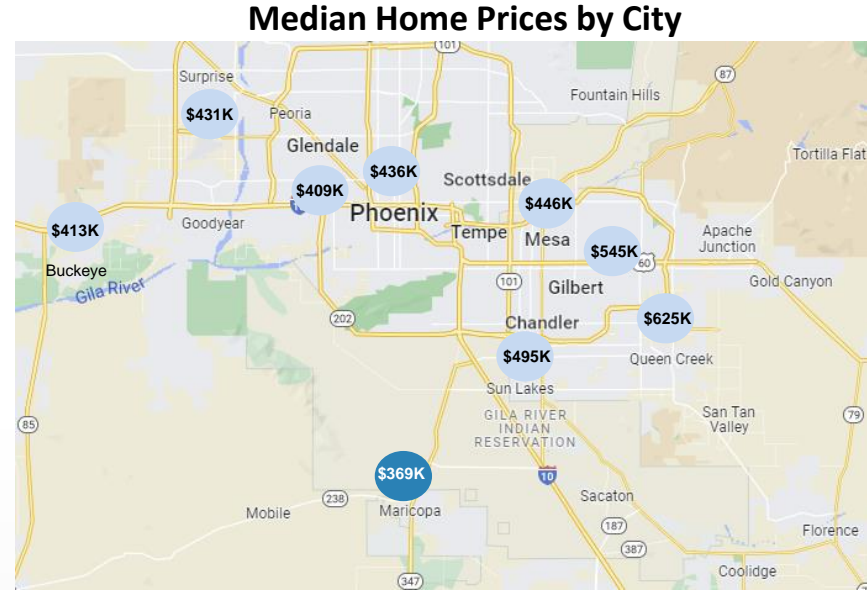 Median Home Prices by City
101
87
Surprise
Fountain Hills
$431K
Peoria
Glendale
Tortilla Flat
$436K
Scottsdale
$409K
$446K
Phoenix
$413K
Goodyear
Tempe
Mesa
Apache
Junction
$545K
60
Buckeye
Gila River
101
Gilbert
Gold Canyon
202
Chandler
$625K
$495K
Queen Creek
Sun Lakes
GILA RIVER
INDIAN
RESERVATION
San Tan
Valley
85
79
$369K
10
238
Sacaton
Mobile
Maricopa
187
Florence
387
Coolidge
347